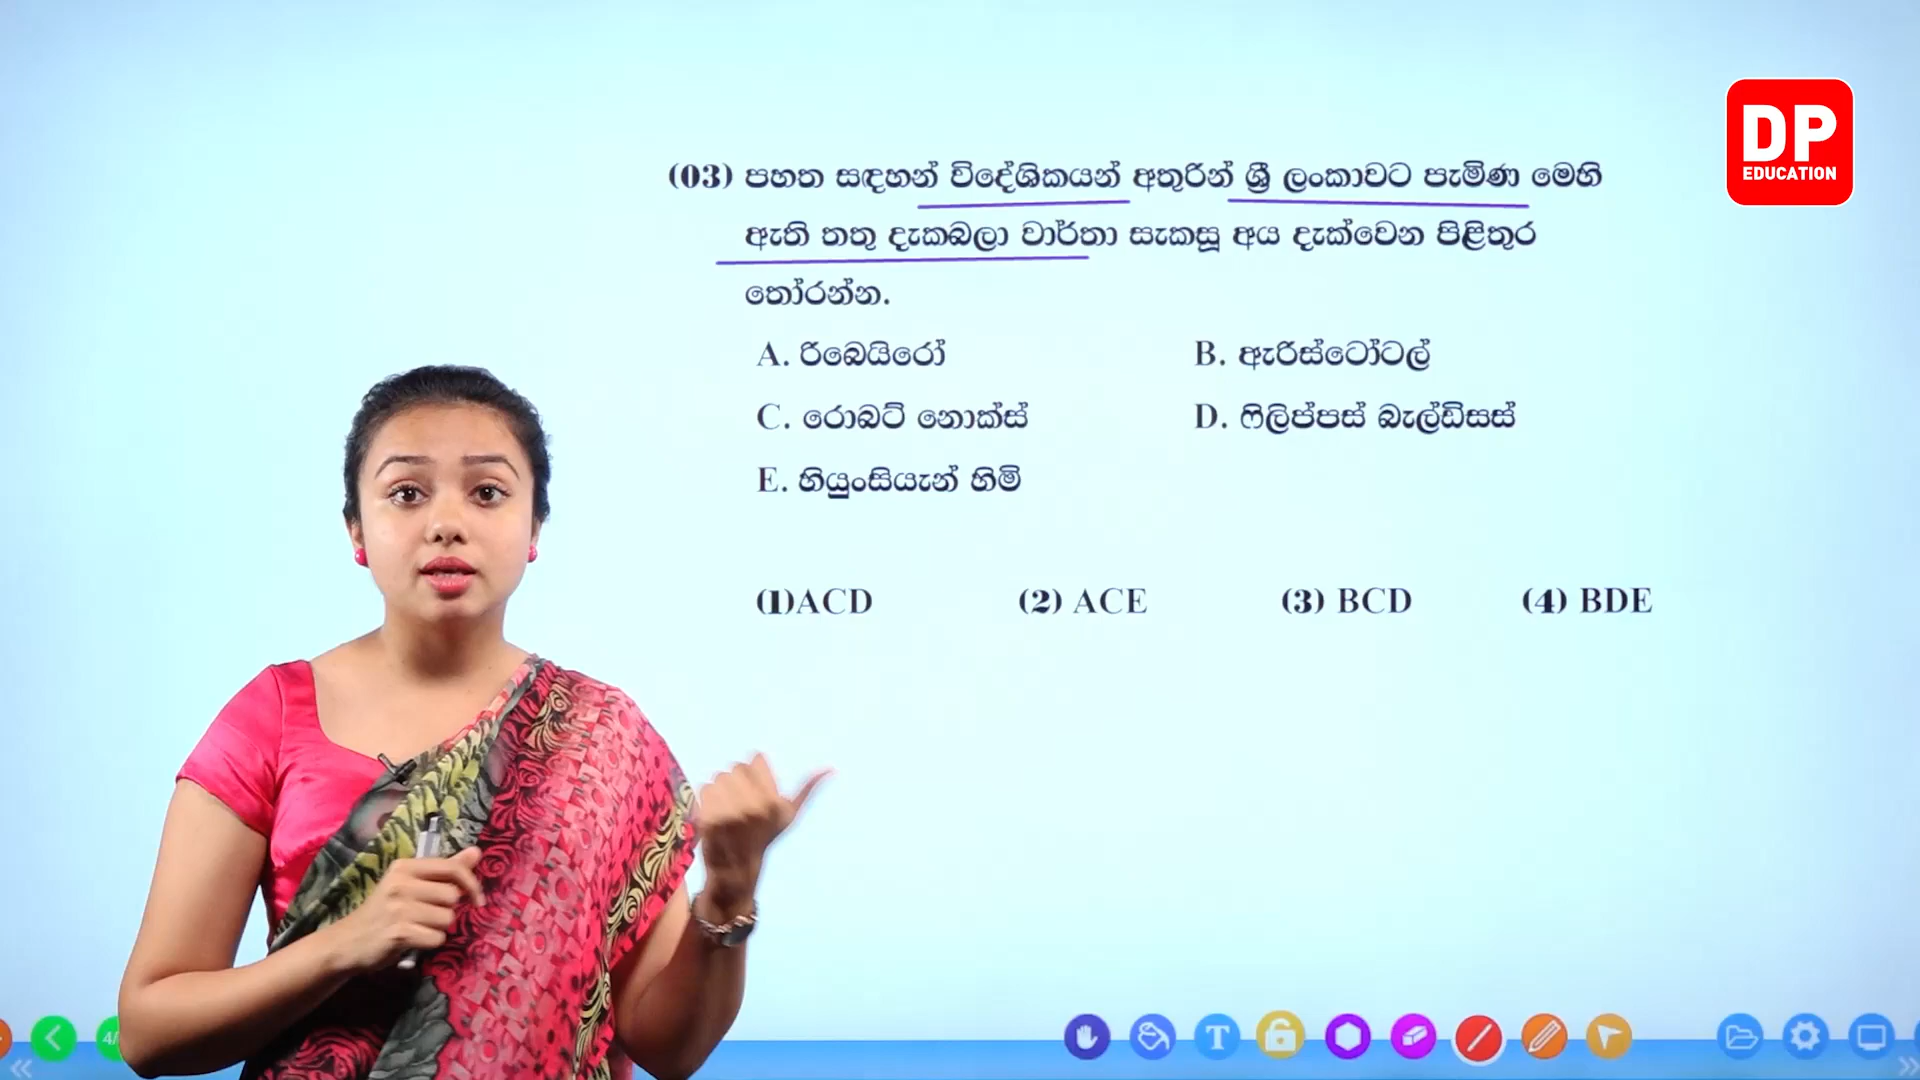 DP
EDUCATION
(03) පහත සඳහන් විදේශිකයන් අතුරින් ශ්‍රී ලංකාවට පැමිණ මෙහි
ඇති තතු දැකබලා වාර්තා සැකසූ අය දැක්වෙන පිළිතුර
තෝරන්න.
A. රිබෙයිරෝ B. ඇරිස්ටෝටල්
C. රොබට් නොක්ස් D. ෆිලිප්පස් බැල්ඩිසස්
E. හියුංසියැන් හිමි
(1)ACD (2) ACE (3) BCD (4) BDE